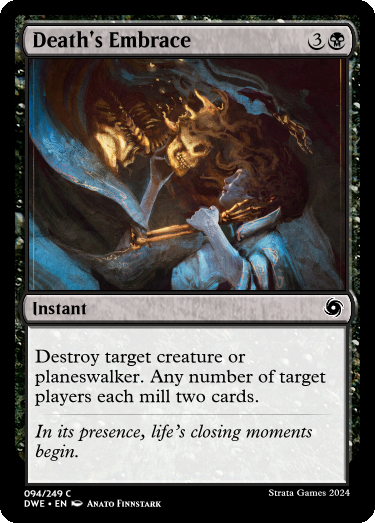 Death's Embrace 3
Instant
Destroy target creature or
planeswalker. Any number of target
players each mill two cards.
In its presence, life's closing moments
begin.
094/249 C Strata Games 2024
DWE • EN Anato Finnstark